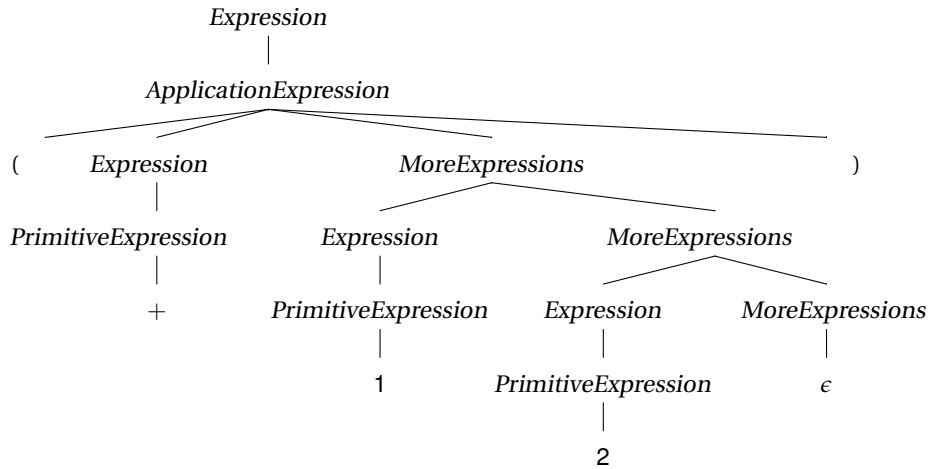 Expression
ApplicationExpression
( Expression MoreExpressions )
PrimitiveExpression Expression MoreExpressions
+ PrimitiveExpression Expression MoreExpressions
1 PrimitiveExpression ϵ
2